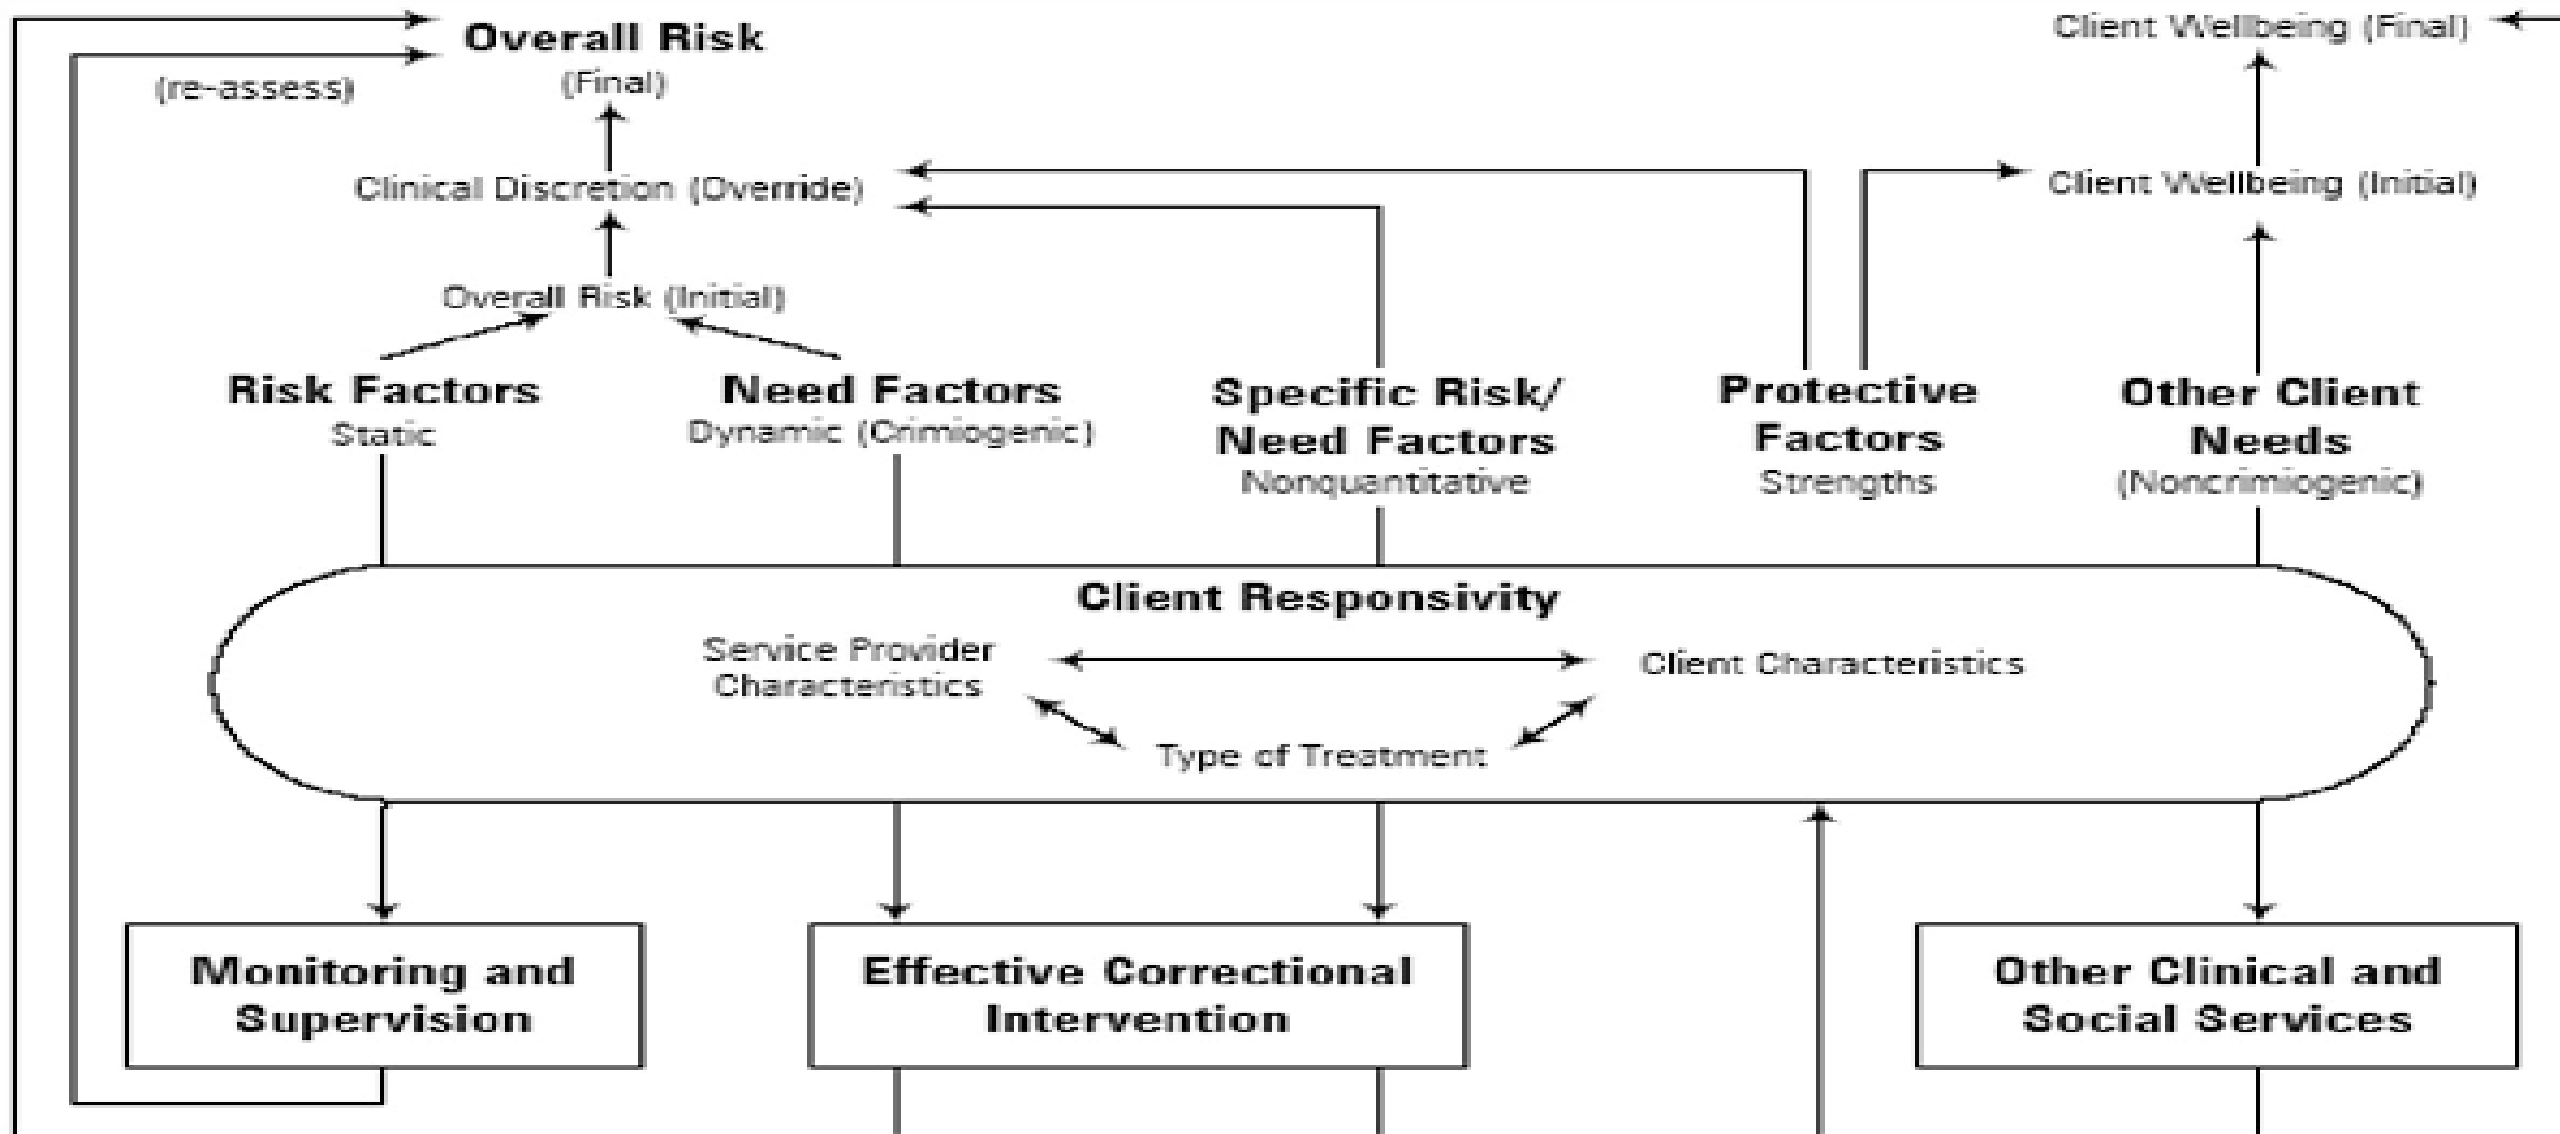 Overall Risk
(Final)
(re-assess)
Client Wellbeing (Final)
Clinical Discretion (Override)
Client Wellbeing (Initial)
Overall Risk (Initial)
Risk Factors
Static
Need Factors
Dynamic (Crimiogenic)
Specific Risk/
Need Factors
Nonquantitative
Protective
Factors
Strengths
Other Client
Needs
(Noncrimiogenic)
Client Responsivity
Service Provider
Characteristics
Client Characteristics
Type of Treatment
Monitoring and
Supervision
Effective Correctional
Intervention
Other Clinical and
Social Services